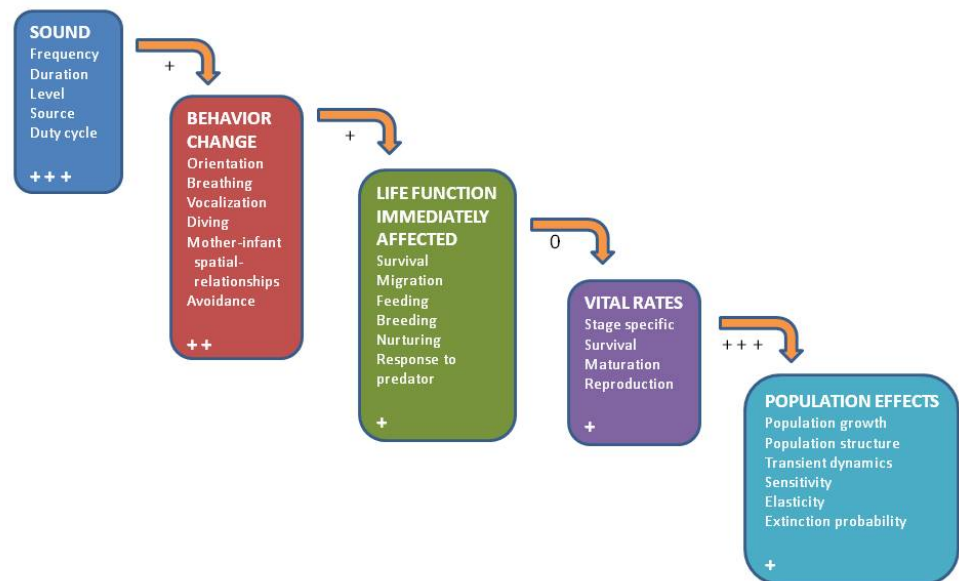 SOUND
Frequency
Duration
Level
Source
Duty cycle
+ + +
+
BEHAVIOR
CHANGE
Orientation
Breathing
Vocalization
Diving
Mother-infant
spatial-
relationships
Avoidance
+ +
+
LIFE FUNCTION
IMMEDIATELY
AFFECTED
Survival
Migration
Feeding
Breeding
Nurturing
Response to
predator
+
0
VITAL RATES
Stage specific
Survival
Maturation
Reproduction
+
+ + +
POPULATION EFFECTS
Population growth
Population structure
Transient dynamics
Sensitivity
Elasticity
Extinction probability
+